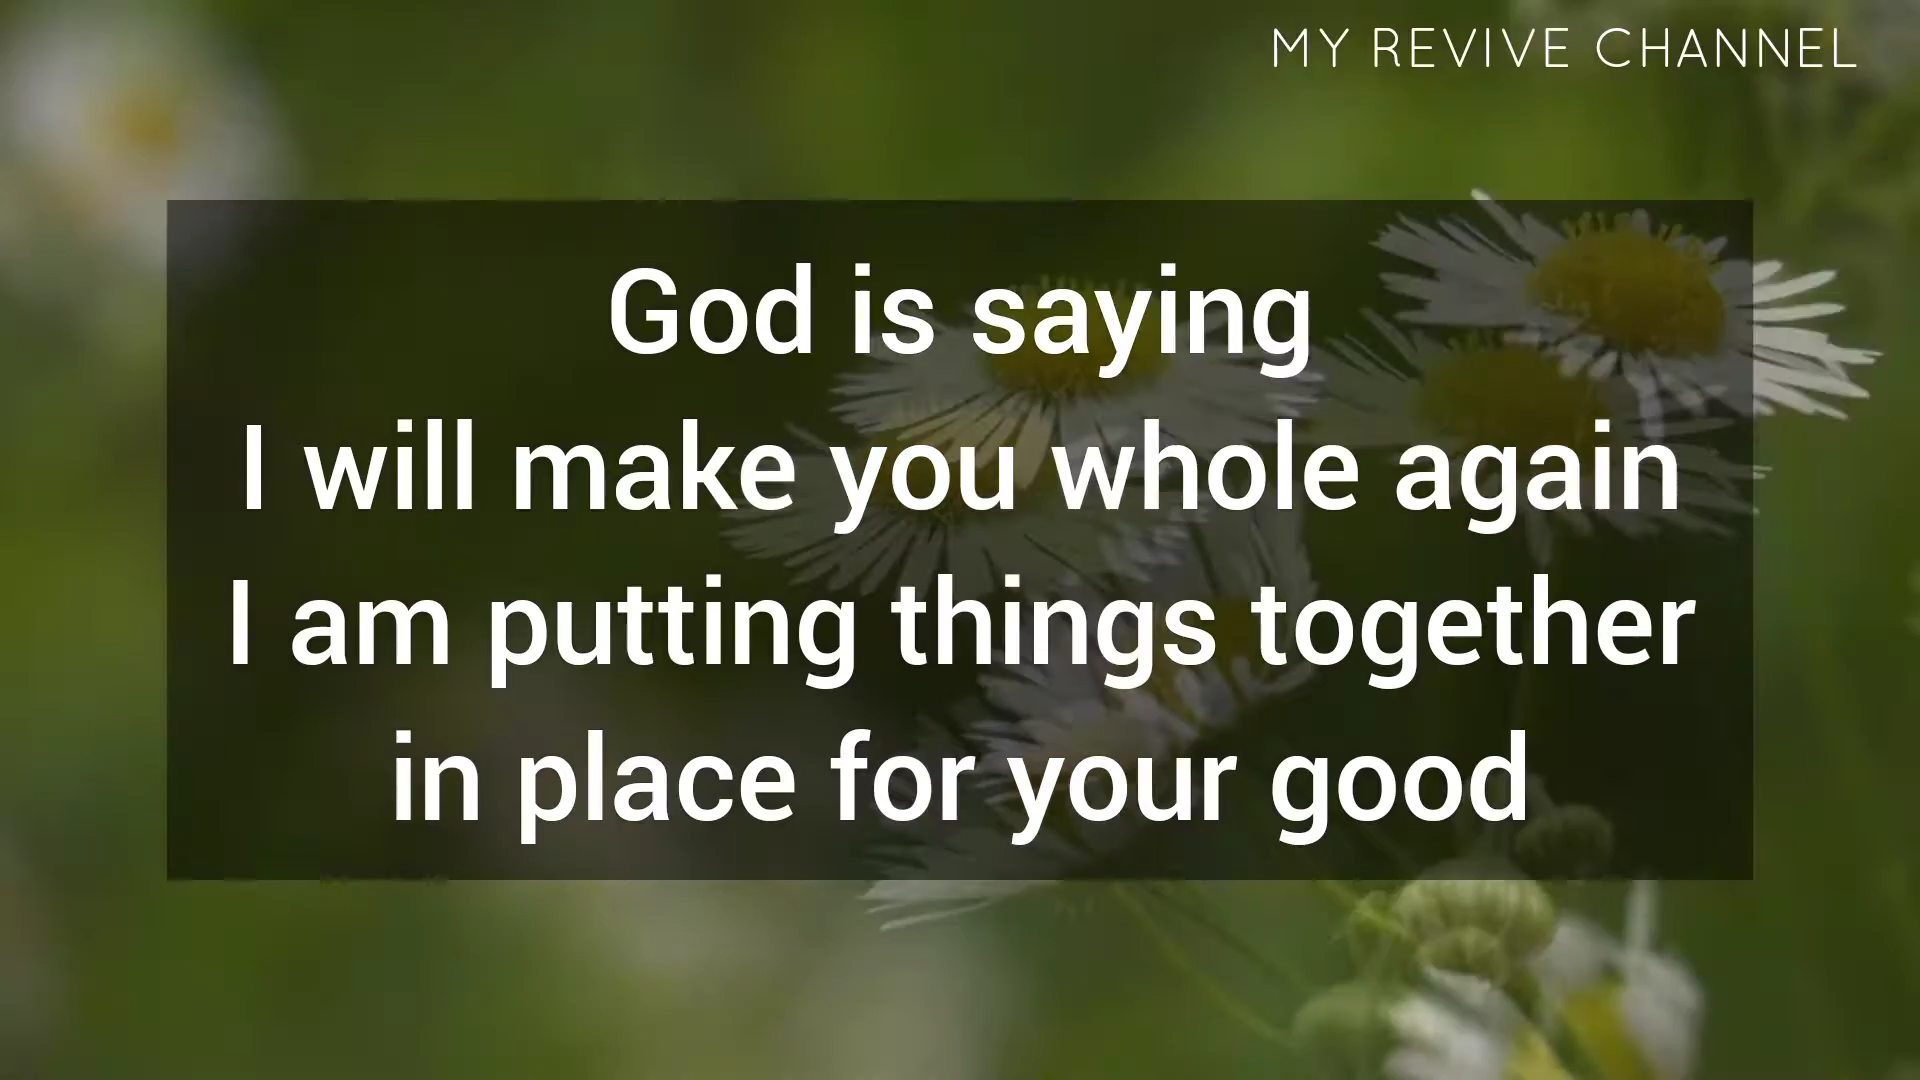 MY REVIVE CHANNEL
God is saying
I will make you whole again
I am putting things together
in place for your good